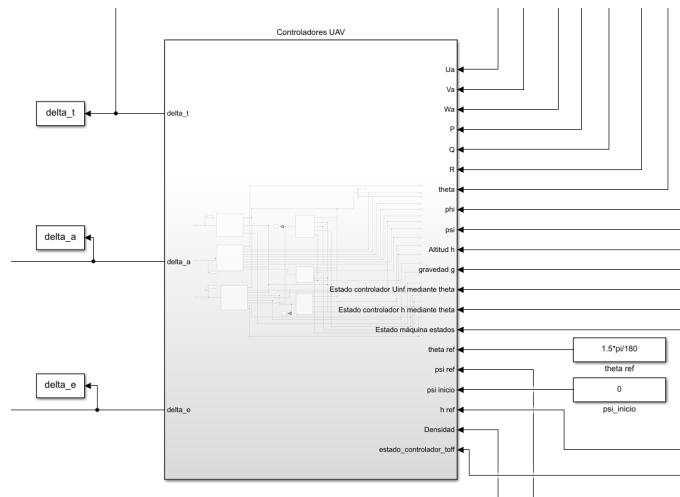 Controladores UAV
delta_t
delta_a
delta_e
delta_t
delta_a
delta_e
Ua
Va
Wa
P
Q
R
theta
phi
psi
Altitud h
gravedad g
Estado controlador Uinf mediante theta
Estado controlador h mediante theta
Estado máquina estados
theta ref
psi ref
psi inicio
h ref
Densidad
estado_controlador_toff
1.5*pi/180
theta ref
0
psi_inicio